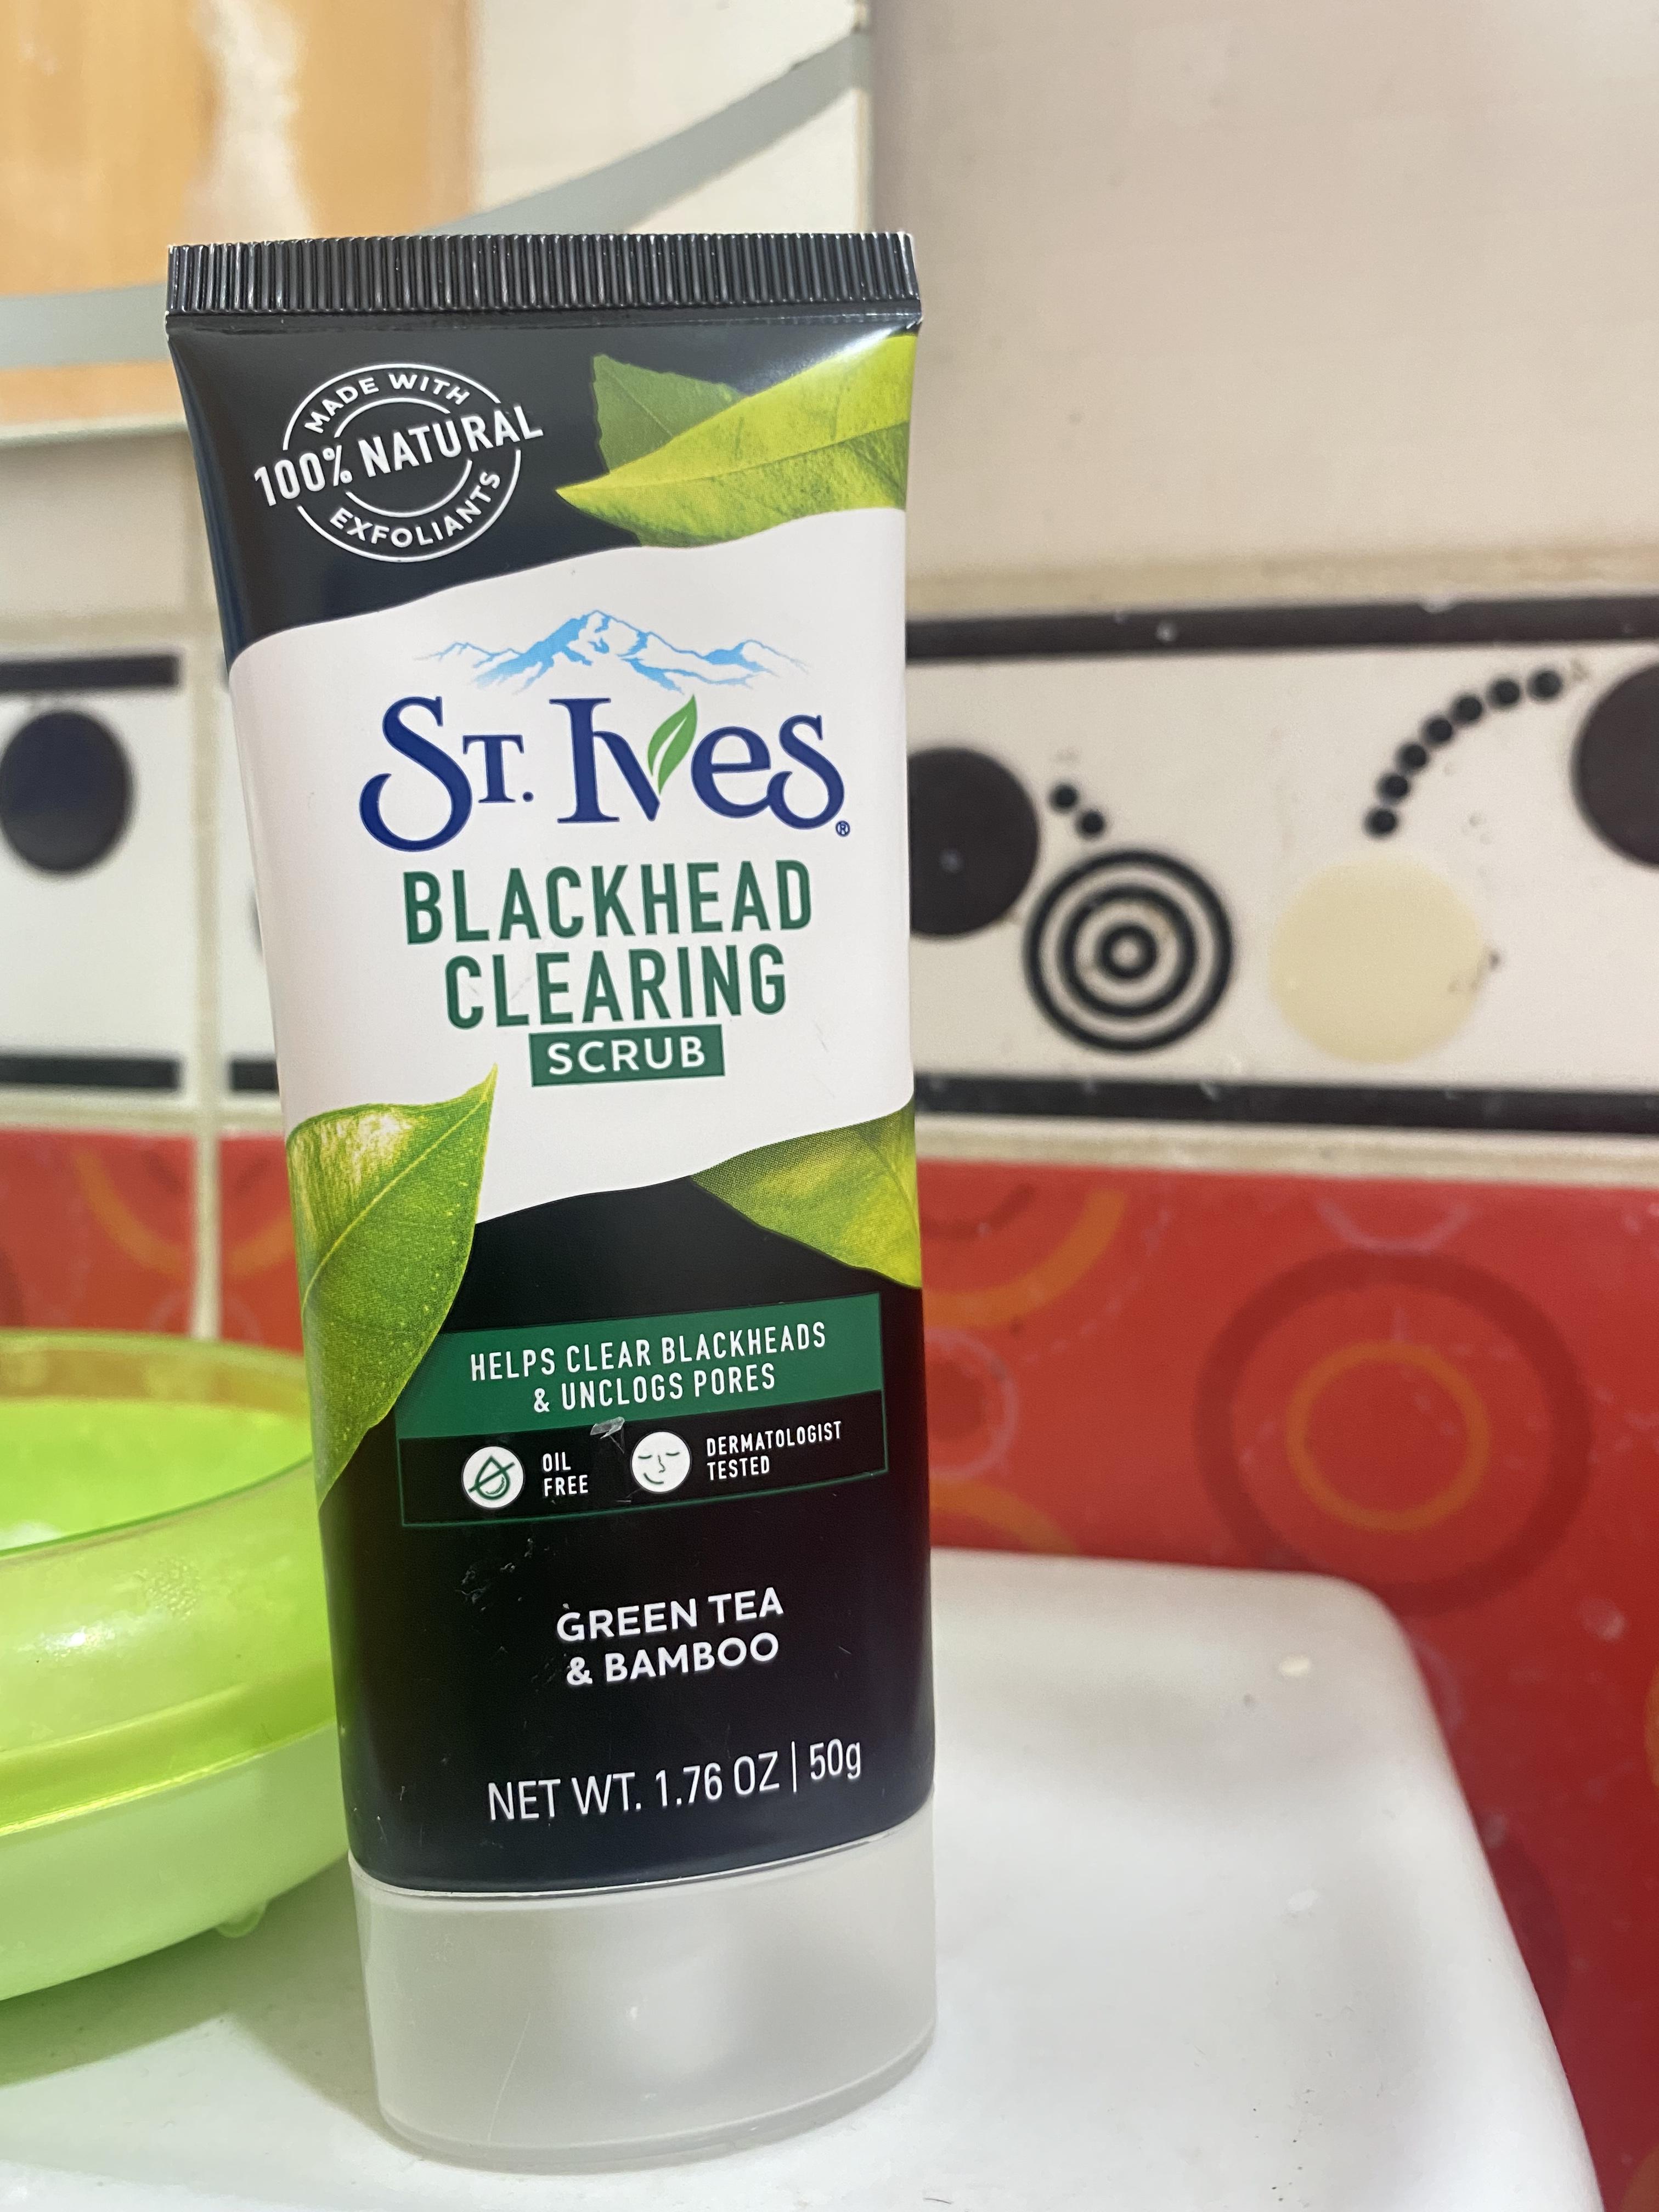 MADE WITH
100% NATURAL
EXFOLIANTS
ST. IVES®
BLACKHEAD
CLEARING
SCRUB
HELPS CLEAR BLACKHEADS
& UNCLOGS PORES
OIL
FREE
DERMATOLOGIST
TESTED
GREEN TEA
& BAMBOO
NET WT. 1.76 OZ | 50g